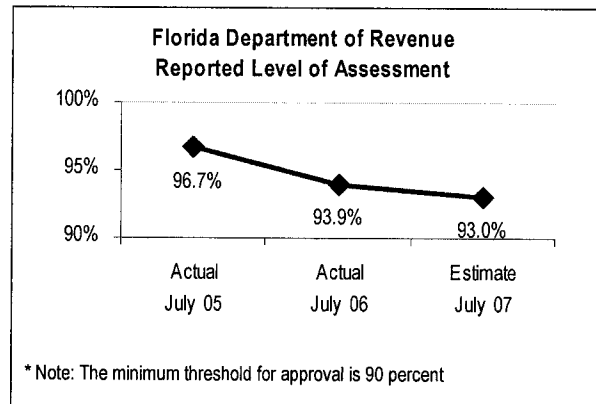 Florida Department of Revenue
Reported Level of Assessment
100%
95%
90%
96.7%
93.9%
93.0%
Actual
July 05
Actual
July 06
Estimate
July 07
* Note: The minimum threshold for approval is 90 percent